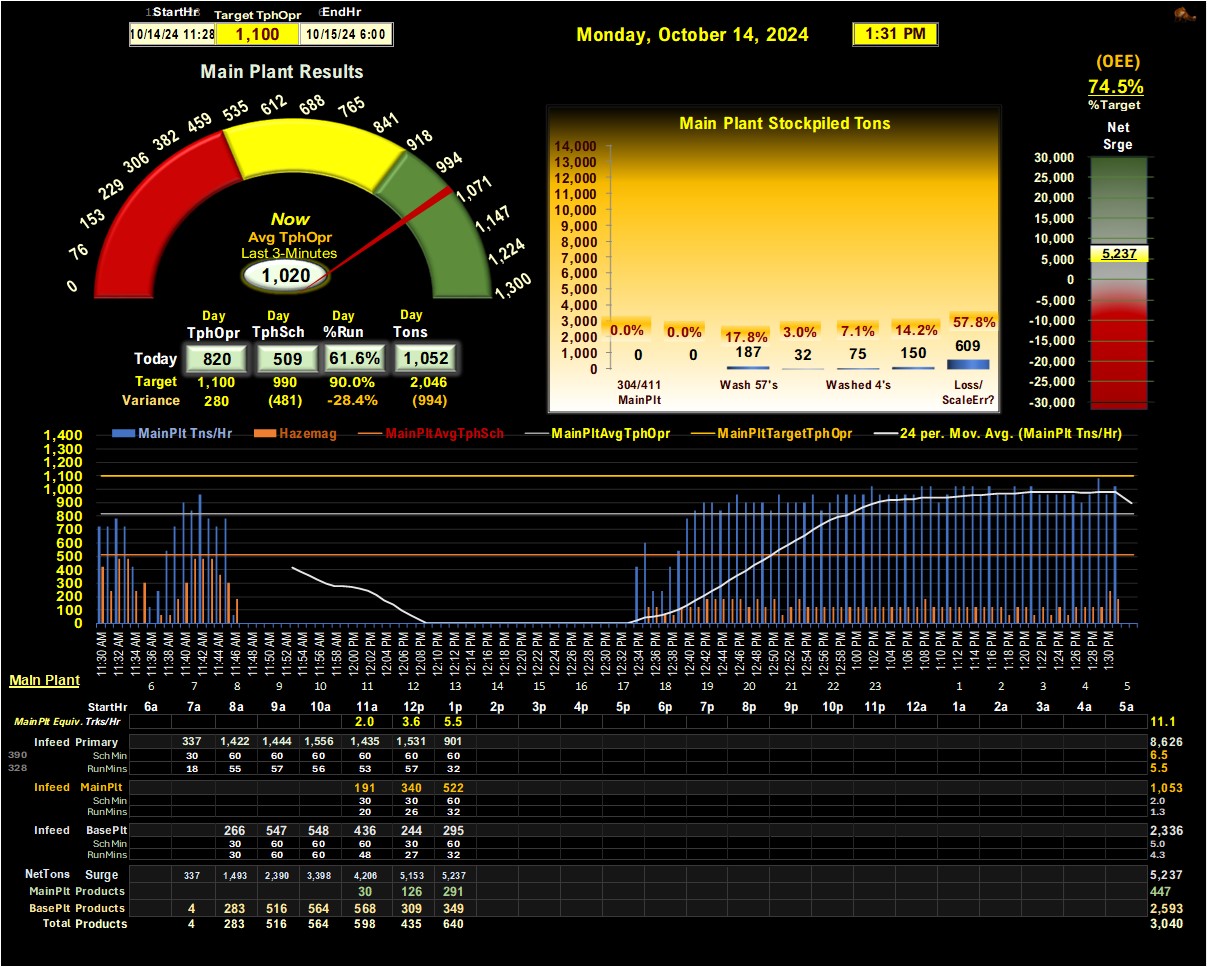 StartHr Target TphOpr EndHr
10/14/24 11:28 1,100 10/15/24 6:00
Monday, October 14, 2024 1:31 PM
(OEE)
74.5%
%Target
Net
Srge
30,000
25,000
20,000
15,000
10,000
5,237
5,000
0
-5,000
-10,000
-15,000
-20,000
-25,000
-30,000
Main Plant Results
0
76
153
229
306
382
459
535
612
688
765
841
918
994
1,071
1,147
1,224
1,300
Now
Avg TphOpr
Last 3-Minutes
1,020
Day Day Day Day
TphOpr TphSch %Run Tons
Today 820 509 61.6% 1,052
Target 1,100 990 90.0% 2,046
Variance 280 (481) -28.4% (994)
Main Plant Stockpiled Tons
14,000
13,000
12,000
11,000
10,000
9,000
8,000
7,000
6,000
5,000
4,000
3,000
2,000
1,000
0
0.0% 0.0% 17.8% 3.0% 7.1% 14.2% 57.8%
0 0 187 32 75 150 609
304/411 Wash 57's Washed 4's Loss/
MainPlt ScaleErr?
MainPlt Tns/Hr Hazemag MainPltAvgTphSch MainPltAvgTphOpr MainPltTargetTphOpr 24 per. Mov. Avg. (MainPlt Tns/Hr)
1,400
1,300
1,200
1,100
1,000
900
800
700
600
500
400
300
200
100
0
11:30 AM 11:32 AM 11:34 AM 11:36 AM 11:38 AM 11:40 AM 11:42 AM 11:46 AM 11:48 AM 11:50 AM 11:52 AM 11:54 AM 11:56 AM 11:58 AM 12:00 PM 12:02 PM 12:04 PM 12:06 PM 12:08 PM 12:12 PM 12:14 PM 12:16 PM 12:18 PM 12:20 PM 12:22 PM 12:24 PM 12:26 PM 12:28 PM 12:30 PM 12:32 PM 12:34 PM 12:36 PM 12:38 PM 12:40 PM 12:42 PM 12:46 PM 12:48 PM 12:50 PM 12:52 PM 12:54 PM 12:56 PM 12:58 PM 1:00 PM 1:02 PM 1:04 PM 1:06 PM 1:08 PM 1:10 PM 1:12 PM 1:14 PM 1:16 PM 1:18 PM 1:20 PM 1:22 PM 1:24 PM 1:26 PM 1:28 PM 1:30 PM
Main Plant 6 7 8 9 10 11 12 13 14 15 16 17 18 19 20 21 22 23 1 2 3 4 5
StartHr 6a 7a 8a 9a 10a 11a 12p 1p 2p 3p 4p 5p 6p 7p 8p 9p 10p 11p 12a 1a 2a 3a 4a 5a
MainPlt Equiv. Trks/Hr 2.0 3.6 5.5 11.1
Infeed Primary 337 1,422 1,444 1,556 1,435 1,531 901 8,626
390 SchMin 30 60 60 60 60 60 60 6.5
328 RunMins 18 55 57 56 53 57 32 5.5
Infeed MainPlt 191 340 522 1,053
SchMin 30 30 60 2.0
RunMins 20 26 32 1.3
Infeed BasePlt 266 547 548 436 244 295 2,336
SchMin 30 60 60 60 30 60 5.0
RunMins 30 60 60 48 27 32 4.3
NetTons Surge 337 1,493 2,390 3,398 4,206 5,153 5,237 5,237
MainPlt Products 30 126 291 447
BasePlt Products 4 283 516 564 568 309 349 2,593
Total Products 4 283 516 564 598 435 640 3,040